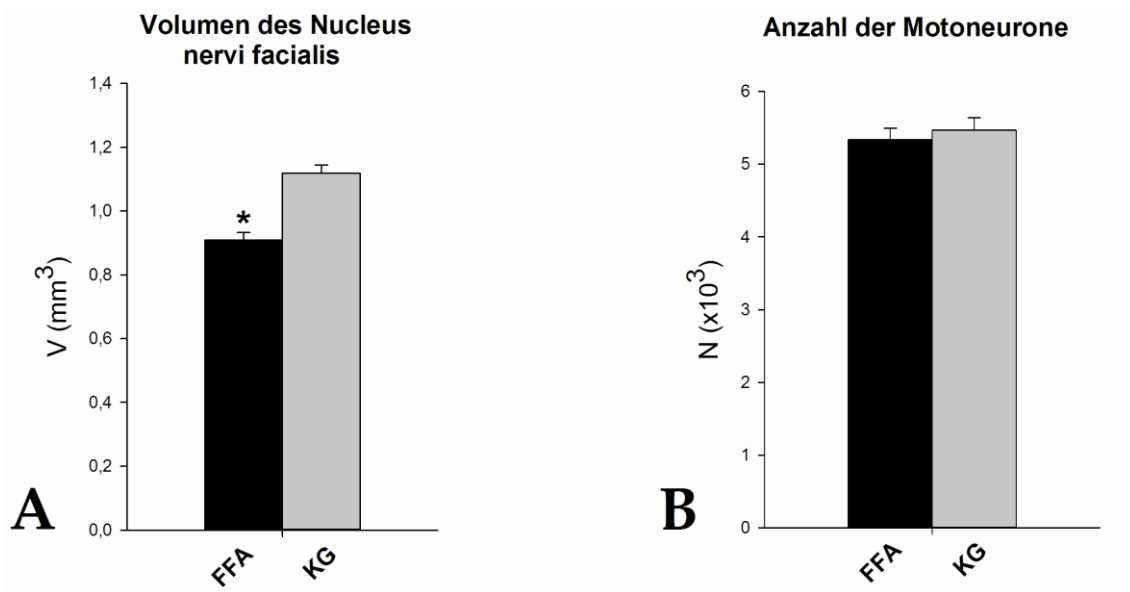 Volumen des Nucleus
nervi facialis
1,4
1,2
1,0
0,8
0,6
0,4
0,2
0,0
V (mm3)
*
FFA
KG
A
Anzahl der Motoneurone
6
5
4
3
2
1
0
N (x103)
FFA
KG
B